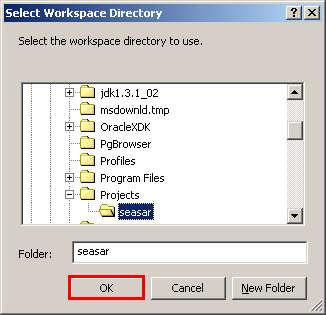 Select Workspace Directory
Select the workspace directory to use.
jdk1.3.1_02
msdownld.tmp
OracleXDK
PgBrowser
Profiles
Program Files
Projects
seasar
Folder: seasar
OK Cancel New Folder